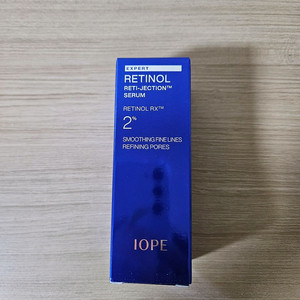 EXPERT
RETINOL
RETI-JECTION™
SERUM
RETINOL RX™
2%
SMOOTHING FINE LINES
REFINING PORES
IOPE